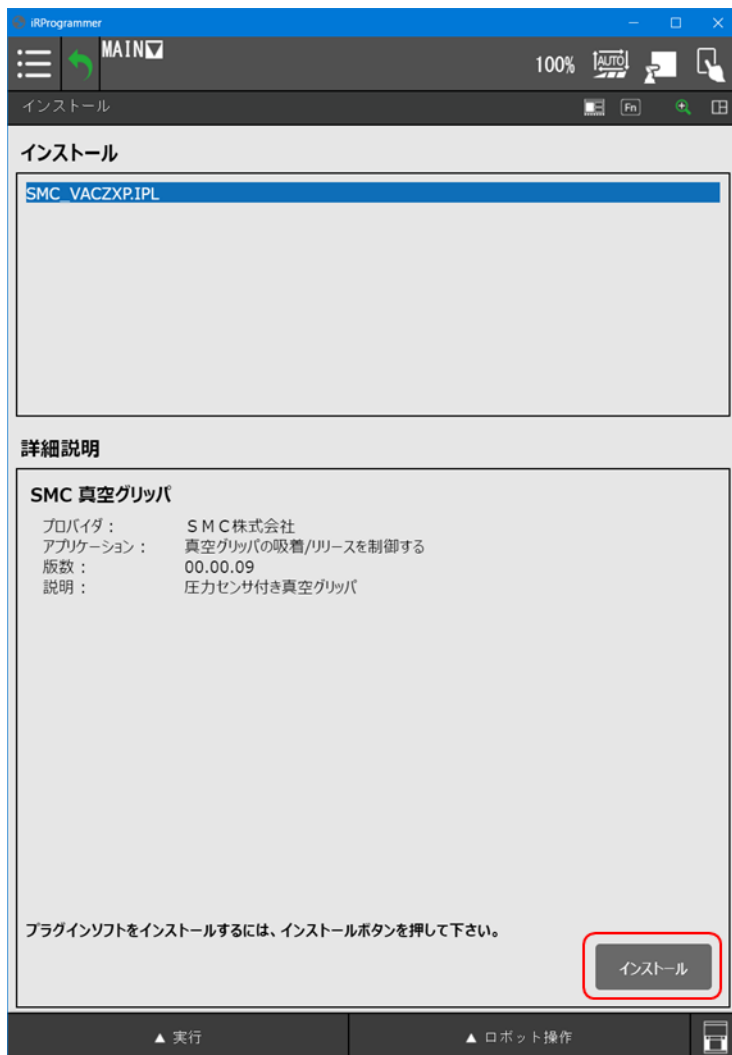 iRProgrammer
MAIN
100%
AUTO
インストール
Fn
インストール
SMC_VACZXP.IPL
詳細説明
SMC 真空グリッパ
プロバイダ： ＳＭＣ株式会社
アプリケーション： 真空グリッパの吸着/リリースを制御する
版数： 00.00.09
説明： 圧力センサ付き真空グリッパ
プラグインソフトをインストールするには、インストールボタンを押して下さい。
インストール
▲ 実行
▲ ロボット操作